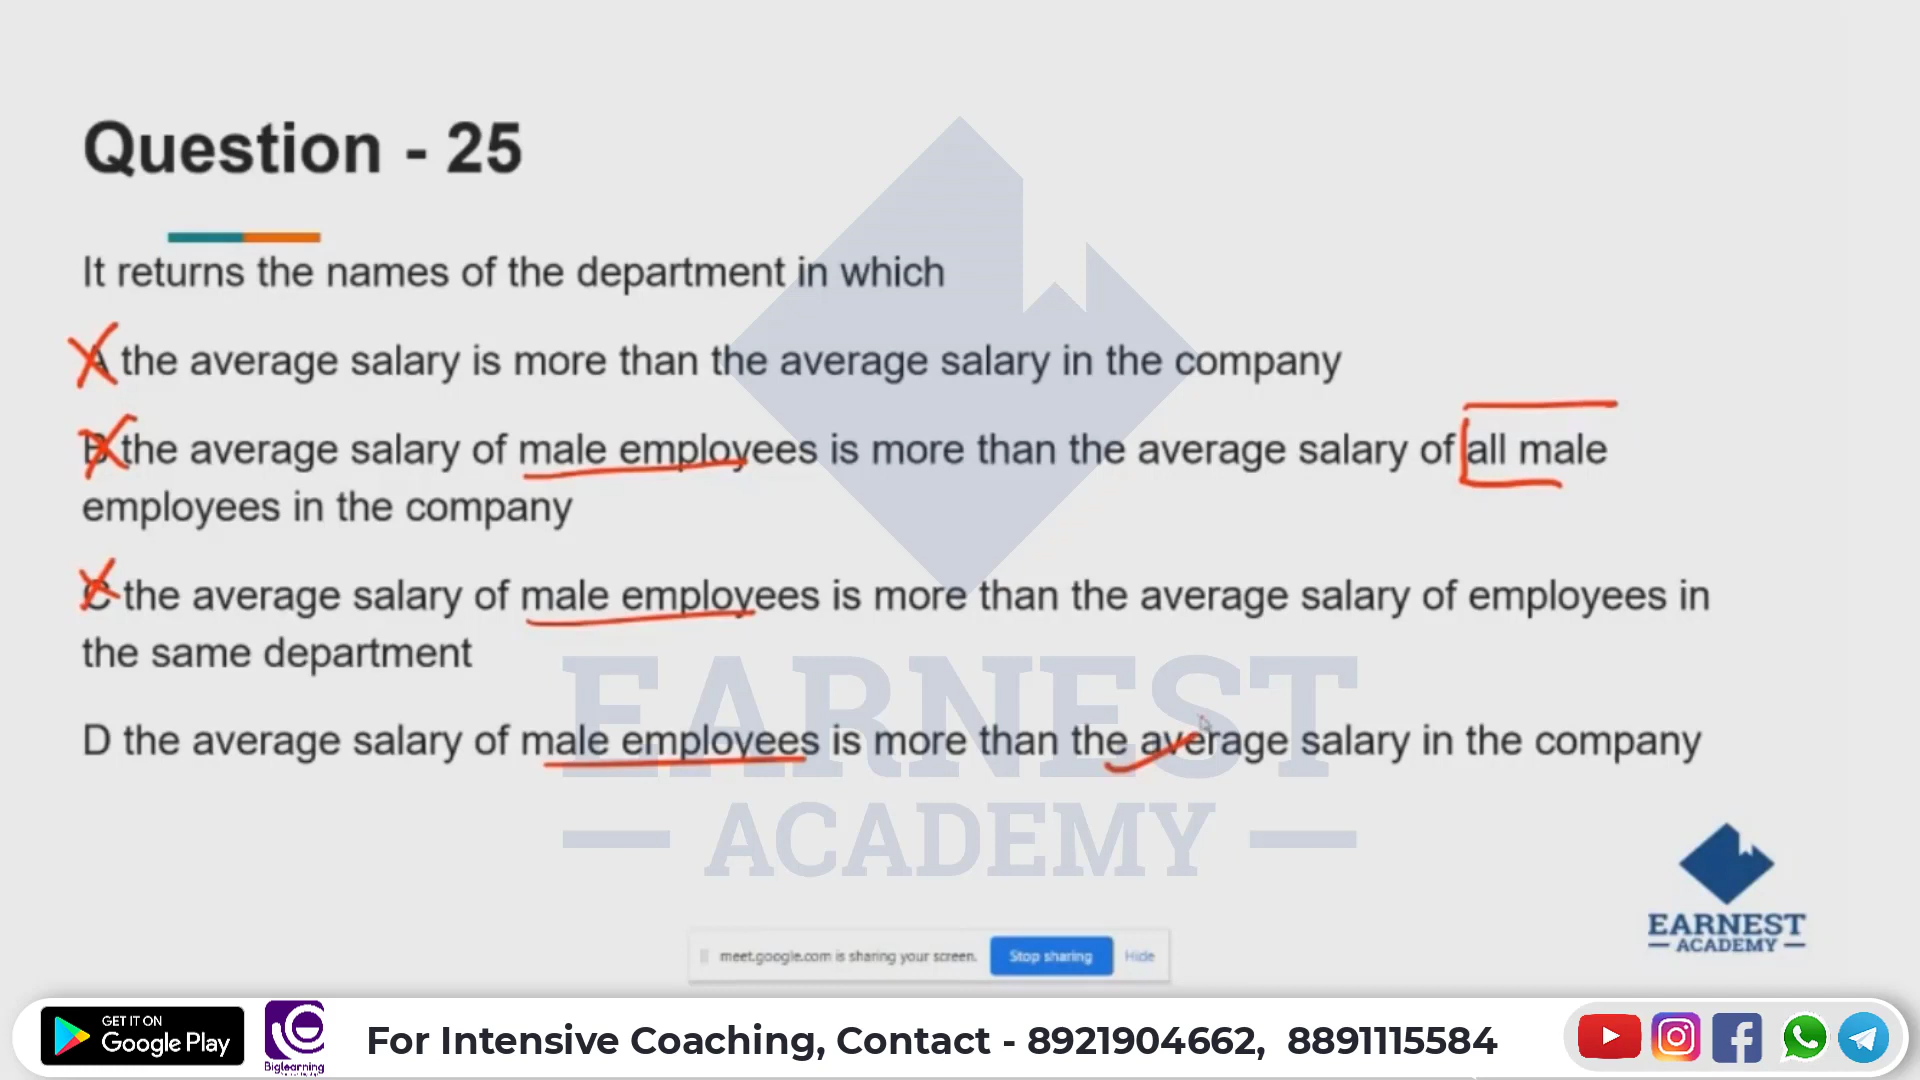 Question - 25
It returns the names of the department in which
A the average salary is more than the average salary in the company
B the average salary of male employees is more than the average salary of all male
employees in the company
C the average salary of male employees is more than the average salary of employees in
the same department
D the average salary of male employees is more than the average salary in the company
EARNEST
ACADEMY
EARNEST
ACADEMY
meet.google.com is sharing your screen. Stop sharing Hide
GET IT ON
Google Play
Biglearning
For Intensive Coaching, Contact - 8921904662, 8891115584